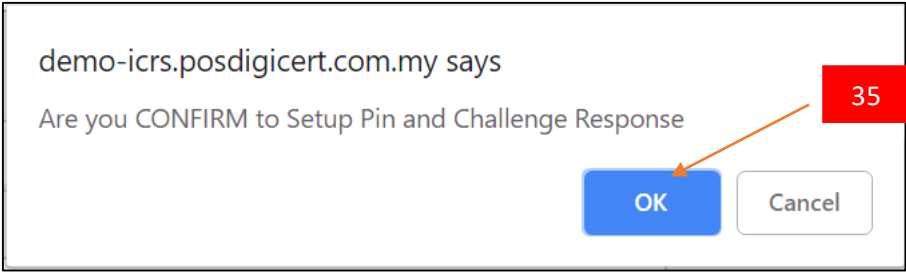 demo-icrs.posdigicert.com.my says
35
Are you CONFIRM to Setup Pin and Challenge Response
OK
Cancel